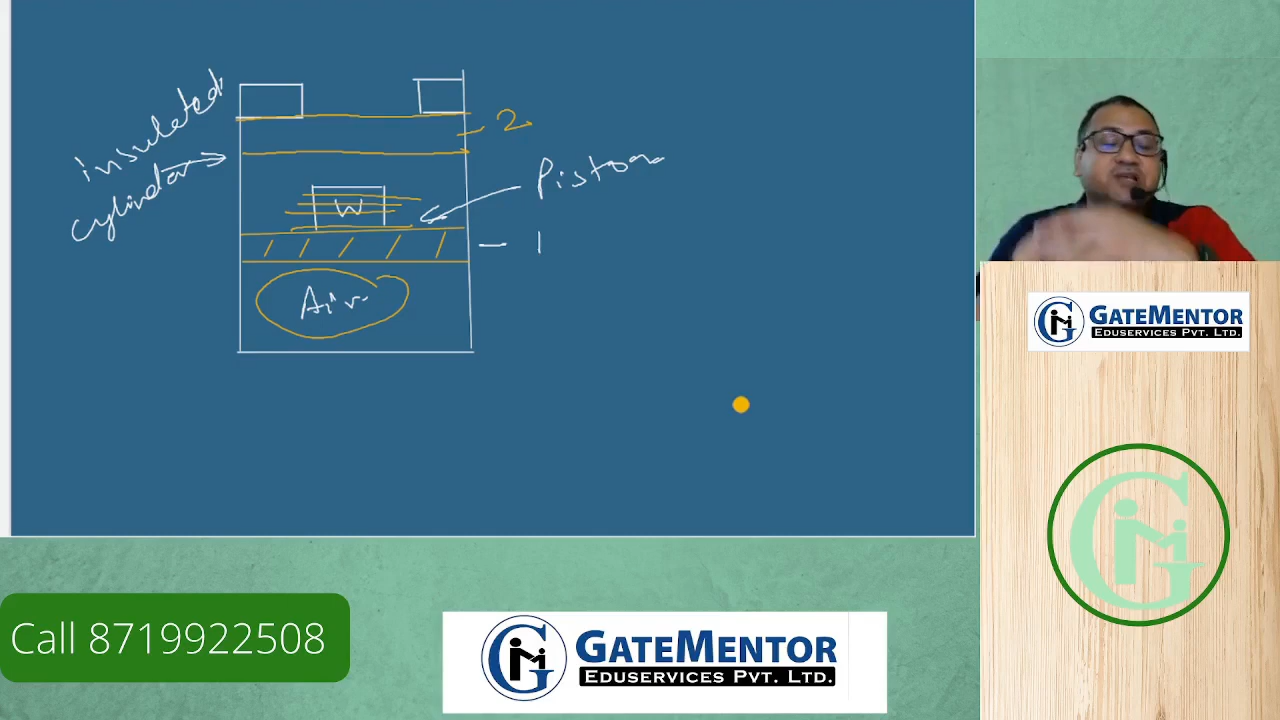 insulated
cylinder
2
Piston
W
1
Air
GATEMENTOR
EDUSERVICES PVT. LTD.
Call 8719922508
GATEMENTOR
EDUSERVICES PVT. LTD.